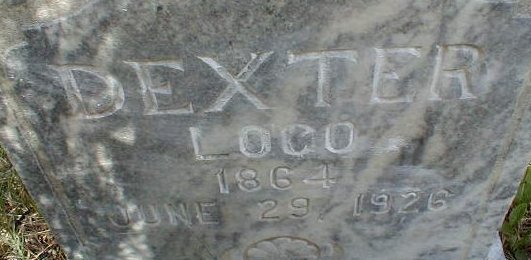 DEXTER
LOCO
1864
JUNE 29, 1926